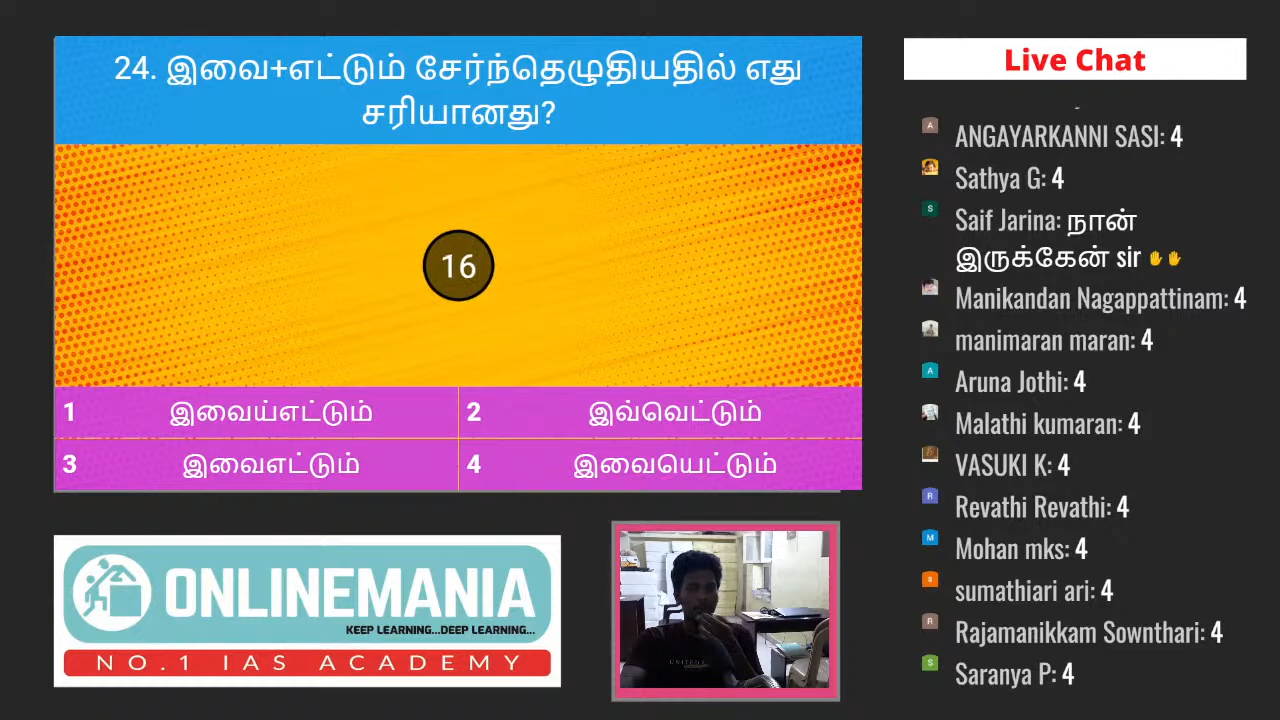 24. இவை+எட்டும் சேர்ந்தெழுதியதில் எது
சரியானது?
16
1 இவைய்எட்டும்
2 இவ்வெட்டும்
3 இவைஎட்டும்
4 இவையெட்டும்
ONLINEMANIA
KEEP LEARNING...DEEP LEARNING...
NO.1 IAS ACADEMY
UNITED
Live Chat
A ANGAYARKANNI SASI: 4
Sathya G: 4
S Saif Jarina: நான்
இருக்கேன் sir ✋✋
Manikandan Nagappattinam: 4
manimaran maran: 4
A Aruna Jothi: 4
Malathi kumaran: 4
VASUKI K: 4
R Revathi Revathi: 4
M Mohan mks: 4
s sumathiari ari: 4
R Rajamanikkam Sownthari: 4
S Saranya P: 4